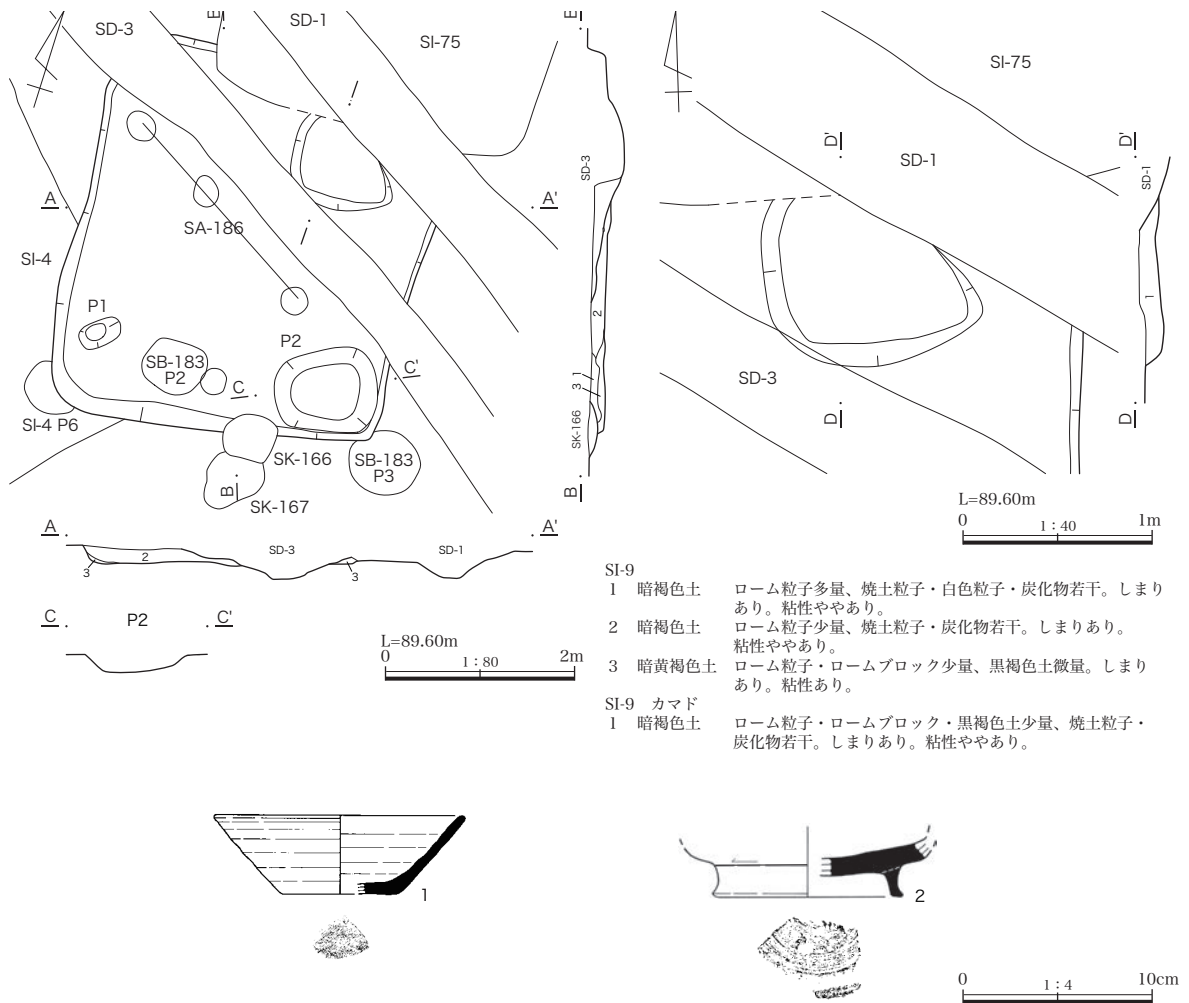 E
SD-3
SD-1
SI-75
A
A'
SA-186
SI-4
P1
P2
SB-183
P2
C
C'
SI-4 P6
SK-166
SB-183
P3
B
SK-167
E
SD-3
2
1
3
SK-166
B
SI-75
D'
SD-1
SD-3
D
D'
SD-1
1
D
L=89.60m
0 1:40 1m
A
A'
2
SD-3
SD-1
3
3
C
P2
C'
L=89.60m
0 1:80 2m
SI-9
1 暗褐色土 ローム粒子多量、焼土粒子・白色粒子・炭化物若干。しまり
あり。粘性ややあり。
2 暗褐色土 ローム粒子少量、焼土粒子・炭化物若干。しまりあり。
粘性ややあり。
3 暗黄褐色土 ローム粒子・ロームブロック少量、黒褐色土微量。しまり
あり。粘性あり。
SI-9 カマド
1 暗褐色土 ローム粒子・ロームブロック・黒褐色土少量、焼土粒子・
炭化物若干。しまりあり。粘性ややあり。
1
2
0 1:4 10cm